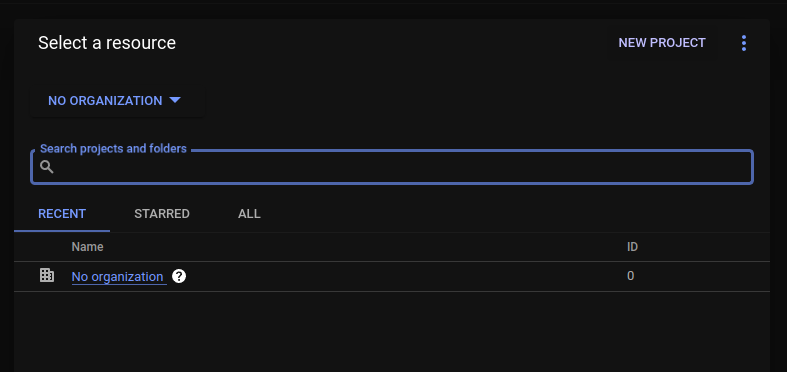 Select a resource
NEW PROJECT
NO ORGANIZATION
Search projects and folders
RECENT STARRED ALL
Name ID
No organization ? 0